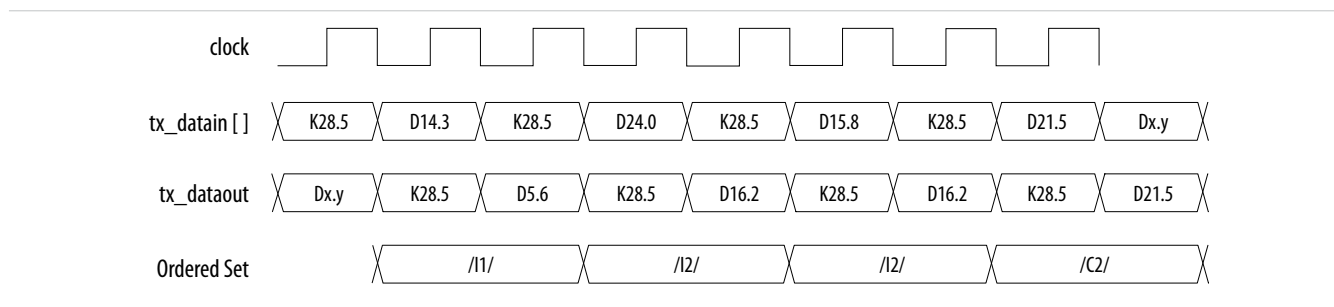 clock
tx_datain [ ] K28.5 D14.3 K28.5 D24.0 K28.5 D15.8 K28.5 D21.5 Dx.y
tx_dataout Dx.y K28.5 D5.6 K28.5 D16.2 K28.5 D16.2 K28.5 D21.5
Ordered Set /I1/ /I2/ /I2/ /C2/